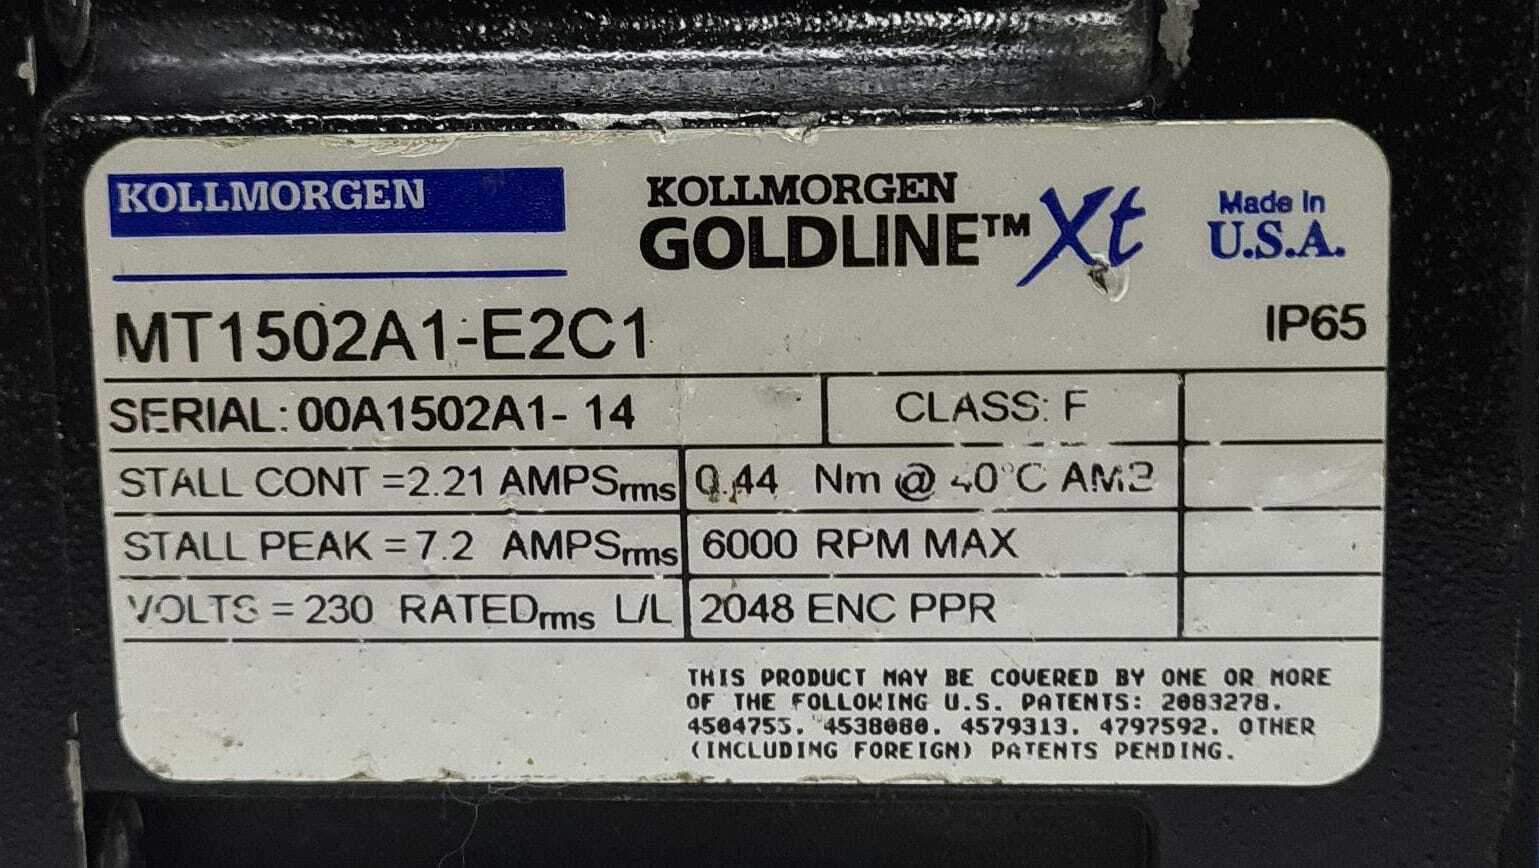 KOLLMORGEN
KOLLMORGEN
GOLDLINE™ Xt
Made In
U.S.A.
MT1502A1-E2C1
IP65
SERIAL: 00A1502A1- 14
CLASS: F
STALL CONT =2.21 AMPSrms
0.44 Nm @ 40°C AMB
STALL PEAK = 7.2 AMPSrms
6000 RPM MAX
VOLTS = 230 RATEDrms L/L
2048 ENC PPR
THIS PRODUCT MAY BE COVERED BY ONE OR MORE
OF THE FOLLOWING U.S. PATENTS: 2083278.
4504755. 4538080. 4579313. 4797592. OTHER
(INCLUDING FOREIGN) PATENTS PENDING.